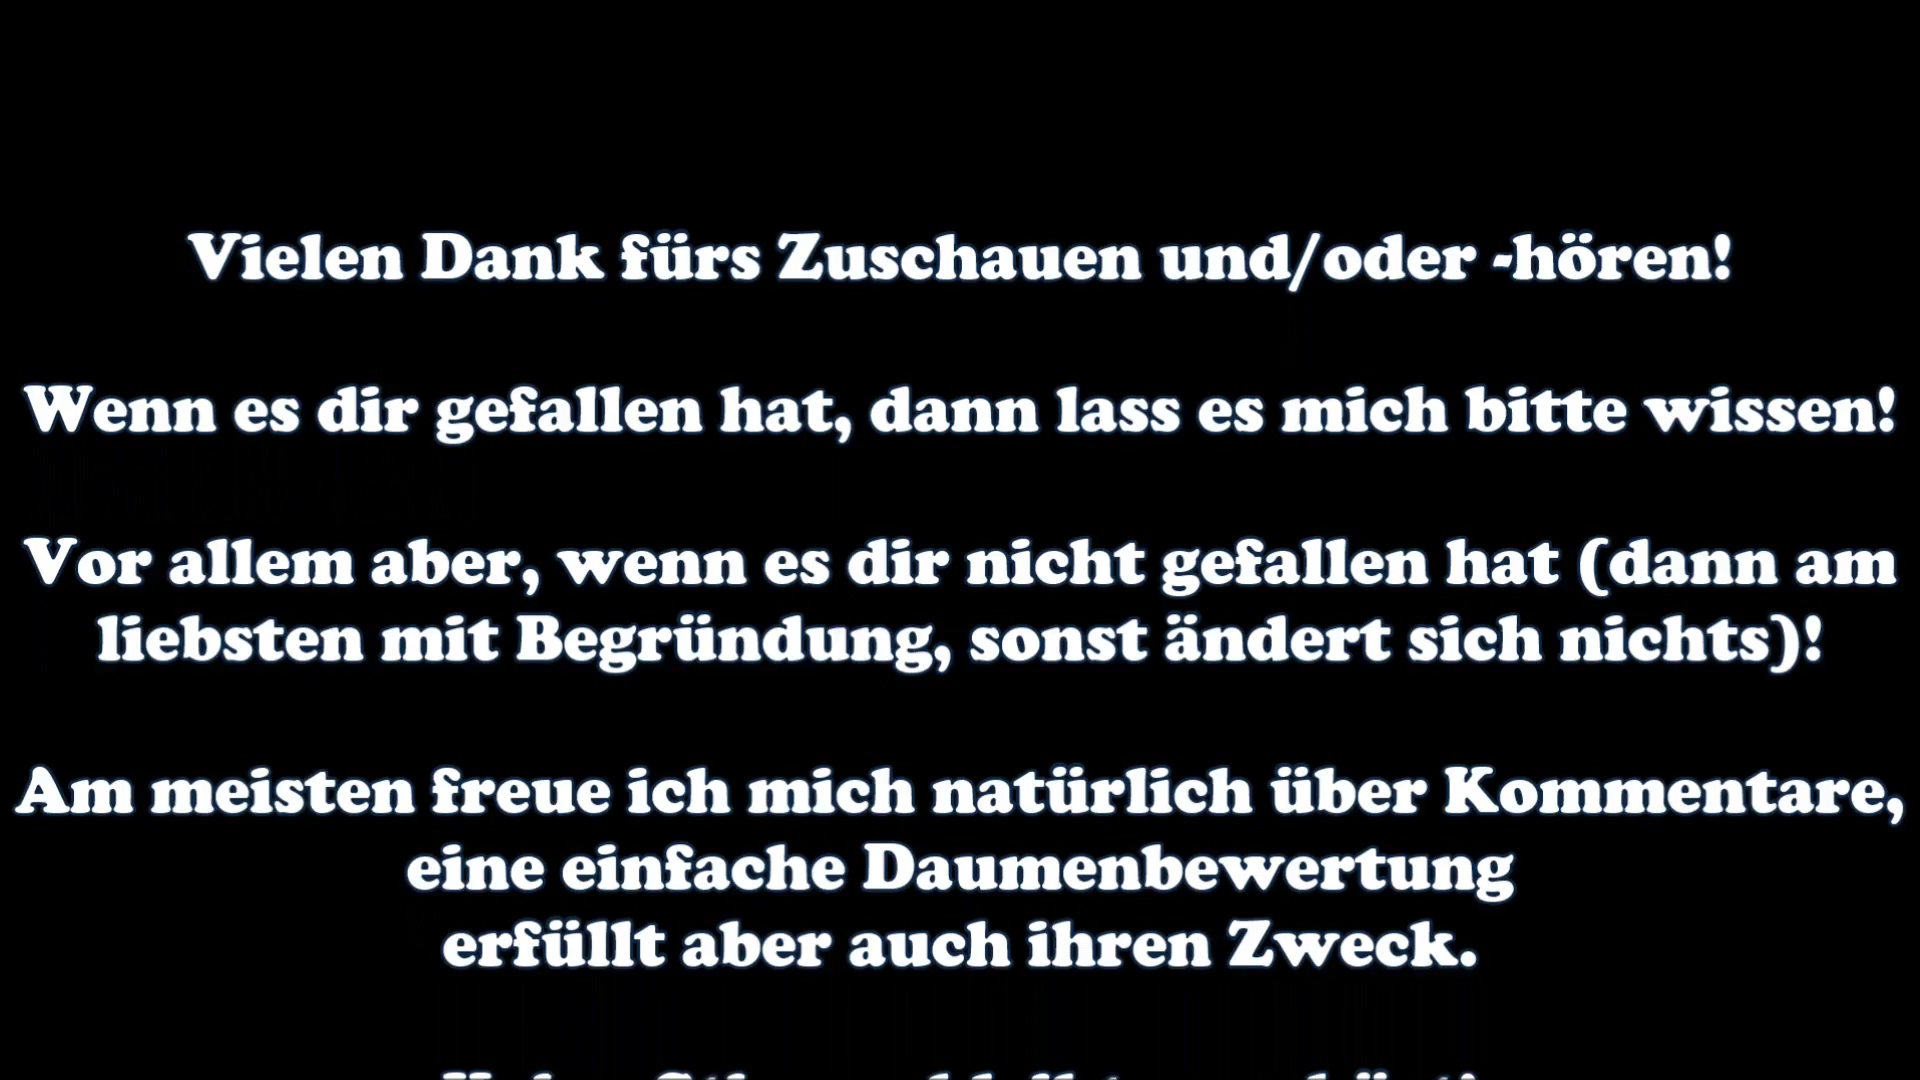 Vielen Dank fürs Zuschauen und/oder -hören!
Wenn es dir gefallen hat, dann lass es mich bitte wissen!
Vor allem aber, wenn es dir nicht gefallen hat (dann am
liebsten mit Begründung, sonst ändert sich nichts)!
Am meisten freue ich mich natürlich über Kommentare,
eine einfache Daumenbewertung
erfüllt aber auch ihren Zweck.